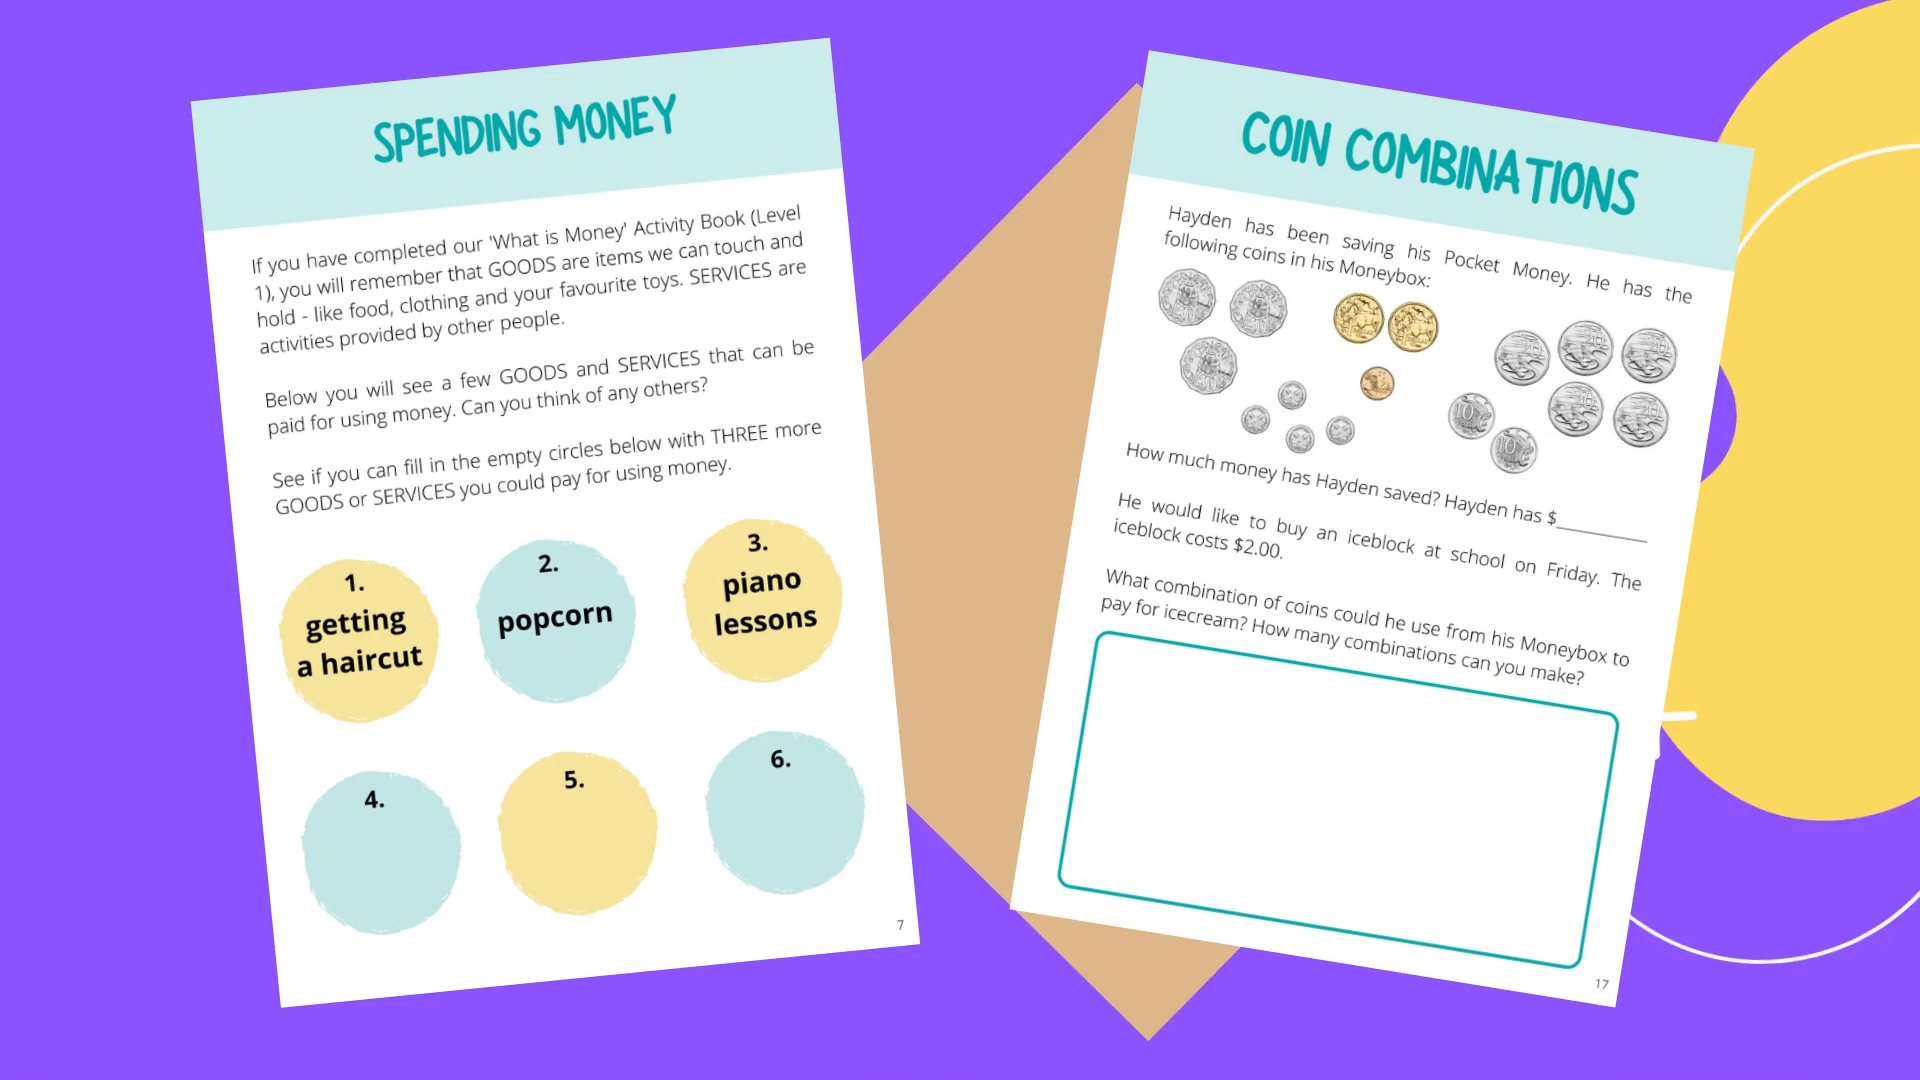 SPENDING MONEY
If you have completed our 'What is Money' Activity Book (Level
1), you will remember that GOODS are items we can touch and
hold - like food, clothing and your favourite toys. SERVICES are
activities provided by other people.
Below you will see a few GOODS and SERVICES that can be
paid for using money. Can you think of any others?
See if you can fill in the empty circles below with THREE more
GOODS or SERVICES you could pay for using money.
1.
getting
a haircut
2.
popcorn
3.
piano
lessons
4.
5.
6.
7
COIN COMBINATIONS
Hayden has been saving his Pocket Money. He has the
following coins in his Moneybox:
10
10
How much money has Hayden saved? Hayden has $__________
He would like to buy an iceblock at school on Friday. The
iceblock costs $2.00.
What combination of coins could he use from his Moneybox to
pay for icecream? How many combinations can you make?
17